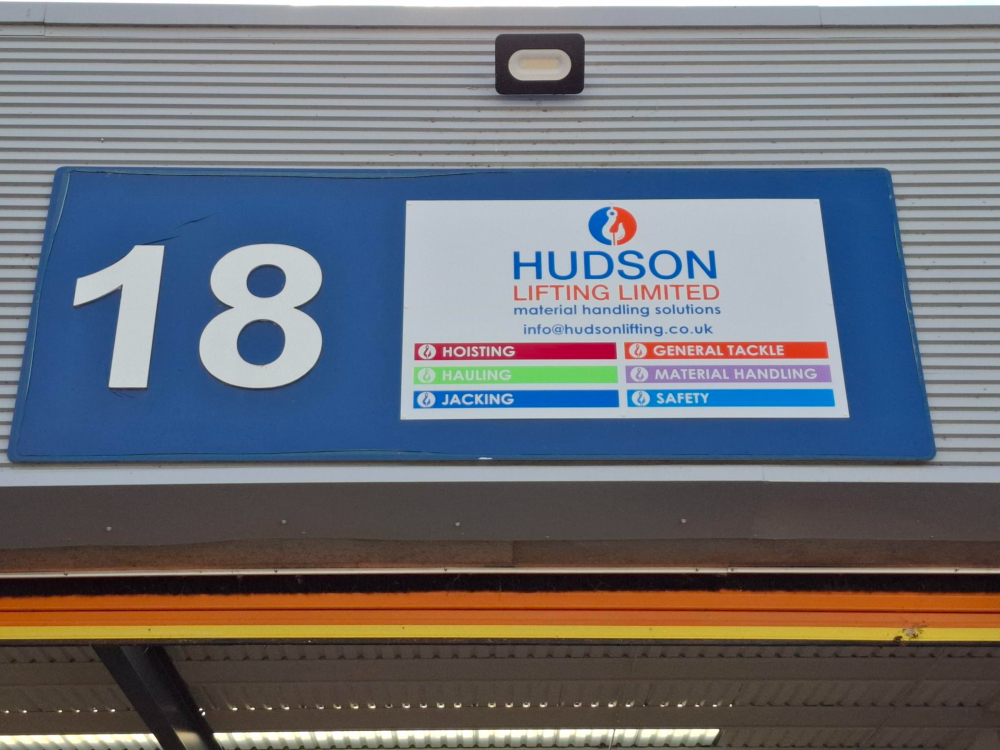 18
HUDSON
LIFTING LIMITED
material handling solutions
info@hudsonlifting.co.uk
HOISTING
GENERAL TACKLE
HAULING
MATERIAL HANDLING
JACKING
SAFETY